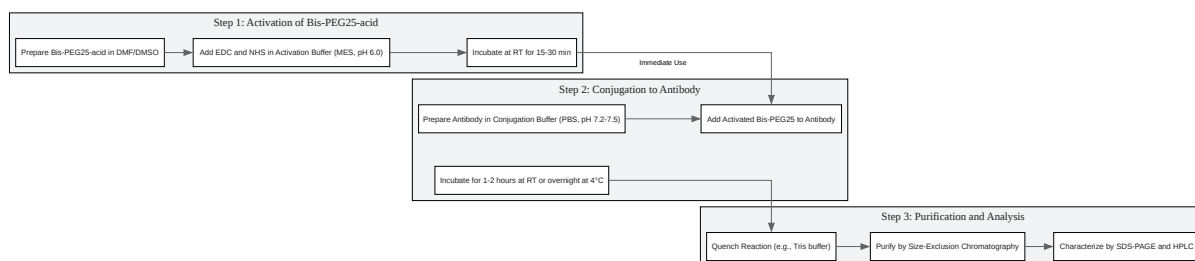 Step 1: Activation of Bis-PEG25-acid
Prepare Bis-PEG25-acid in DMF/DMSO
Add EDC and NHS in Activation Buffer (MES, pH 6.0)
Incubate at RT for 15-30 min
Immediate Use
Step 2: Conjugation to Antibody
Prepare Antibody in Conjugation Buffer (PBS, pH 7.2-7.5)
Add Activated Bis-PEG25 to Antibody
Incubate for 1-2 hours at RT or overnight at 4°C
Step 3: Purification and Analysis
Quench Reaction (e.g., Tris buffer)
Purify by Size-Exclusion Chromatography
Characterize by SDS-PAGE and HPLC